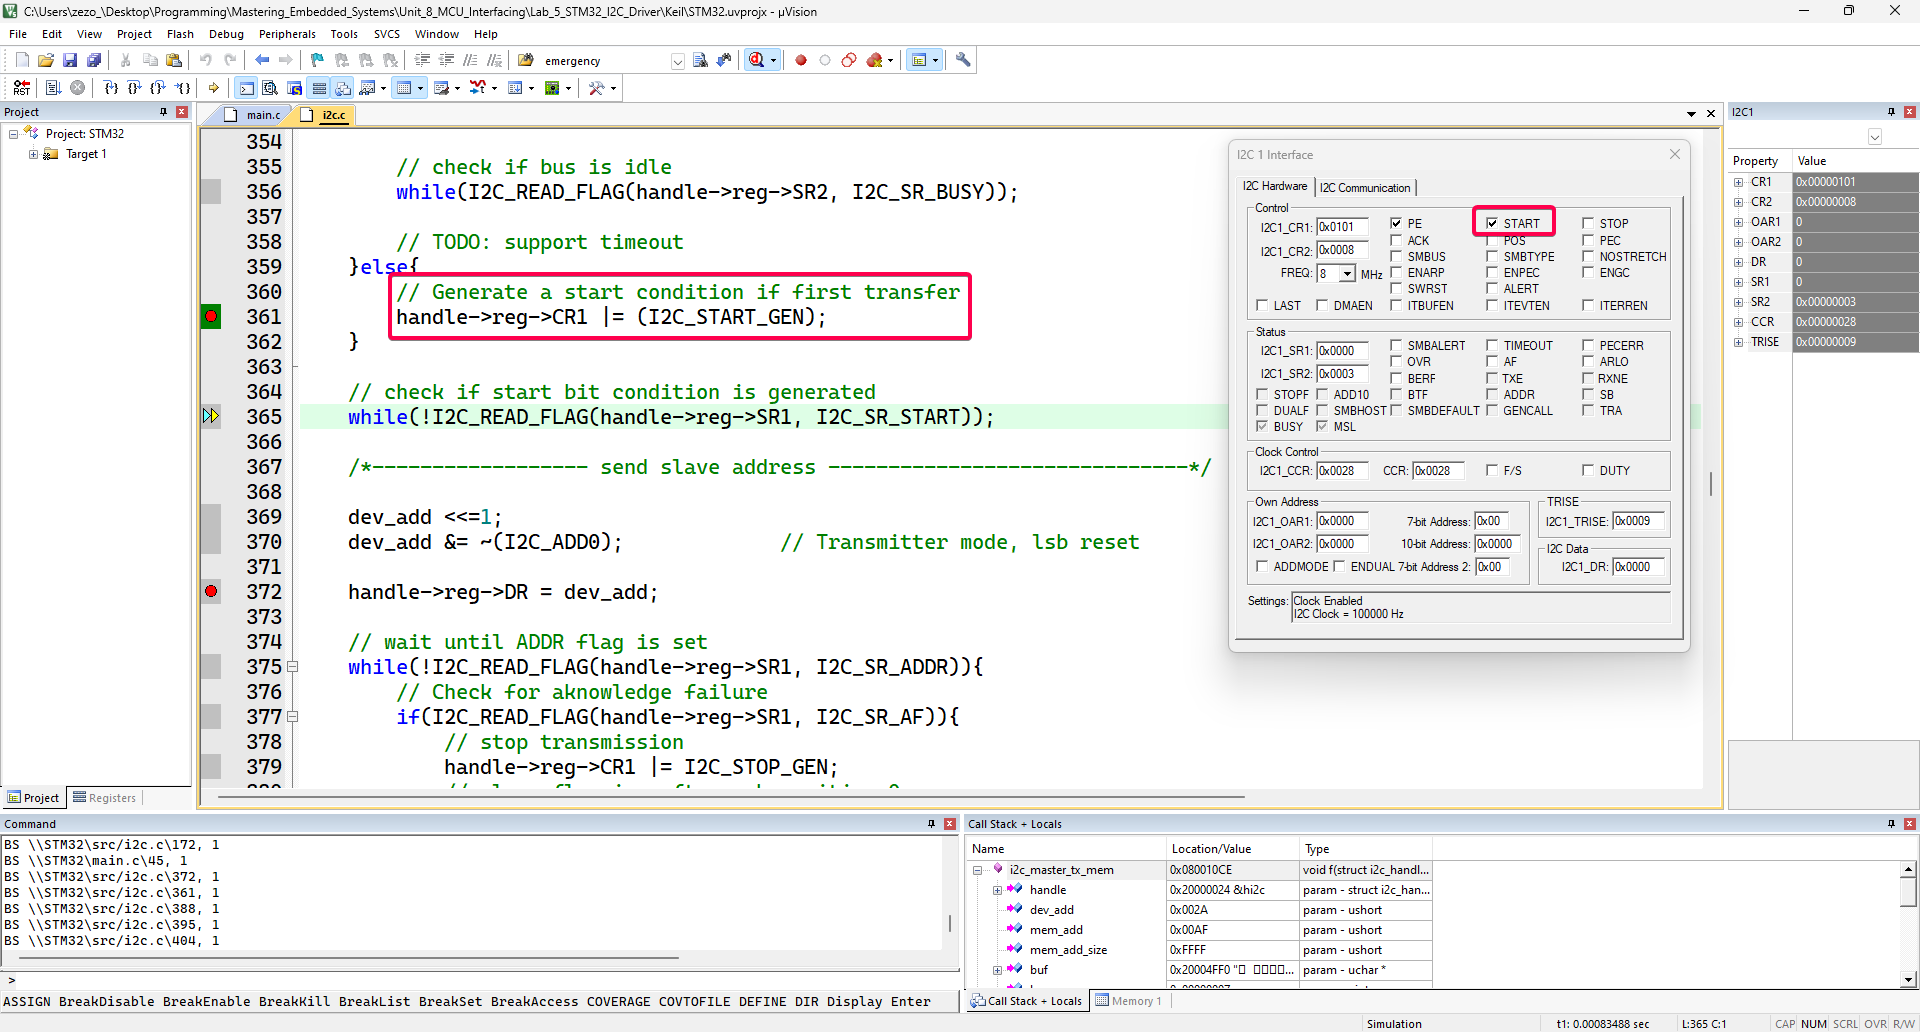 C:\Users\zezo_\Desktop\Programming\Mastering_Embedded_Systems\Unit_8_MCU_Interfacing\Lab_5_STM32_I2C_Driver\Keil\STM32.uvprojx - µVision
File Edit View Project Flash Debug Peripherals Tools SVCS Window Help
emergency
RST
Project
Project: STM32
Target 1
Project Registers
main.c i2c.c
354
355 // check if bus is idle
356 while(I2C_READ_FLAG(handle->reg->SR2, I2C_SR_BUSY));
357
358 // TODO: support timeout
359 }else{
360 // Generate a start condition if first transfer
361 handle->reg->CR1 |= (I2C_START_GEN);
362 }
363
364 // check if start bit condition is generated
365 while(!I2C_READ_FLAG(handle->reg->SR1, I2C_SR_START));
366
367 /*------------------ send slave address ------------------------------*/
368
369 dev_add <<=1;
370 dev_add &= ~(I2C_ADD0); // Transmitter mode, lsb reset
371
372 handle->reg->DR = dev_add;
373
374 // wait until ADDR flag is set
375 while(!I2C_READ_FLAG(handle->reg->SR1, I2C_SR_ADDR)){
376 // Check for aknowledge failure
377 if(I2C_READ_FLAG(handle->reg->SR1, I2C_SR_AF)){
378 // stop transmission
379 handle->reg->CR1 |= I2C_STOP_GEN;
I2C 1 Interface
I2C Hardware I2C Communication
Control
I2C1_CR1: 0x0101 PE START STOP
ACK POS PEC
I2C1_CR2: 0x0008 SMBUS SMBTYPE NOSTRETCH
FREQ: 8 MHz ENARP ENPEC ENGC
SWRST ALERT
LAST DMAEN ITBUFEN ITEVTEN ITERREN
Status
I2C1_SR1: 0x0000 SMBALERT TIMEOUT PECERR
OVR AF ARLO
I2C1_SR2: 0x0003 BERF TXE RXNE
STOPF ADD10 BTF ADDR SB
DUALF SMBHOST SMBDEFAULT GENCALL TRA
BUSY MSL
Clock Control
I2C1_CCR: 0x0028 CCR: 0x0028 F/S DUTY
Own Address
I2C1_OAR1: 0x0000 7-bit Address: 0x00
I2C1_OAR2: 0x0000 10-bit Address: 0x0000
ADDMODE ENDUAL 7-bit Address 2: 0x00
TRISE
I2C1_TRISE: 0x0009
I2C Data
I2C1_DR: 0x0000
Settings: Clock Enabled
I2C Clock = 100000 Hz
I2C1
Property Value
CR1 0x00000101
CR2 0x00000008
OAR1 0
OAR2 0
DR 0
SR1 0
SR2 0x00000003
CCR 0x00000028
TRISE 0x00000009
Command
BS \\STM32\src/i2c.c\172, 1
BS \\STM32\main.c\45, 1
BS \\STM32\src/i2c.c\372, 1
BS \\STM32\src/i2c.c\361, 1
BS \\STM32\src/i2c.c\388, 1
BS \\STM32\src/i2c.c\395, 1
BS \\STM32\src/i2c.c\404, 1
>
ASSIGN BreakDisable BreakEnable BreakKill BreakList BreakSet BreakAccess COVERAGE COVTOFILE DEFINE DIR Display Enter
Call Stack + Locals
Name Location/Value Type
i2c_master_tx_mem 0x080010CE void f(struct i2c_handl...
handle 0x20000024 &hi2c param - struct i2c_han...
dev_add 0x002A param - ushort
mem_add 0x00AF param - ushort
mem_add_size 0xFFFF param - ushort
buf 0x20004FF0 "▯ ▯▯▯▯... param - uchar *
Call Stack + Locals Memory 1
Simulation t1: 0.00083488 sec L:365 C:1 CAP NUM SCRL OVR R/W